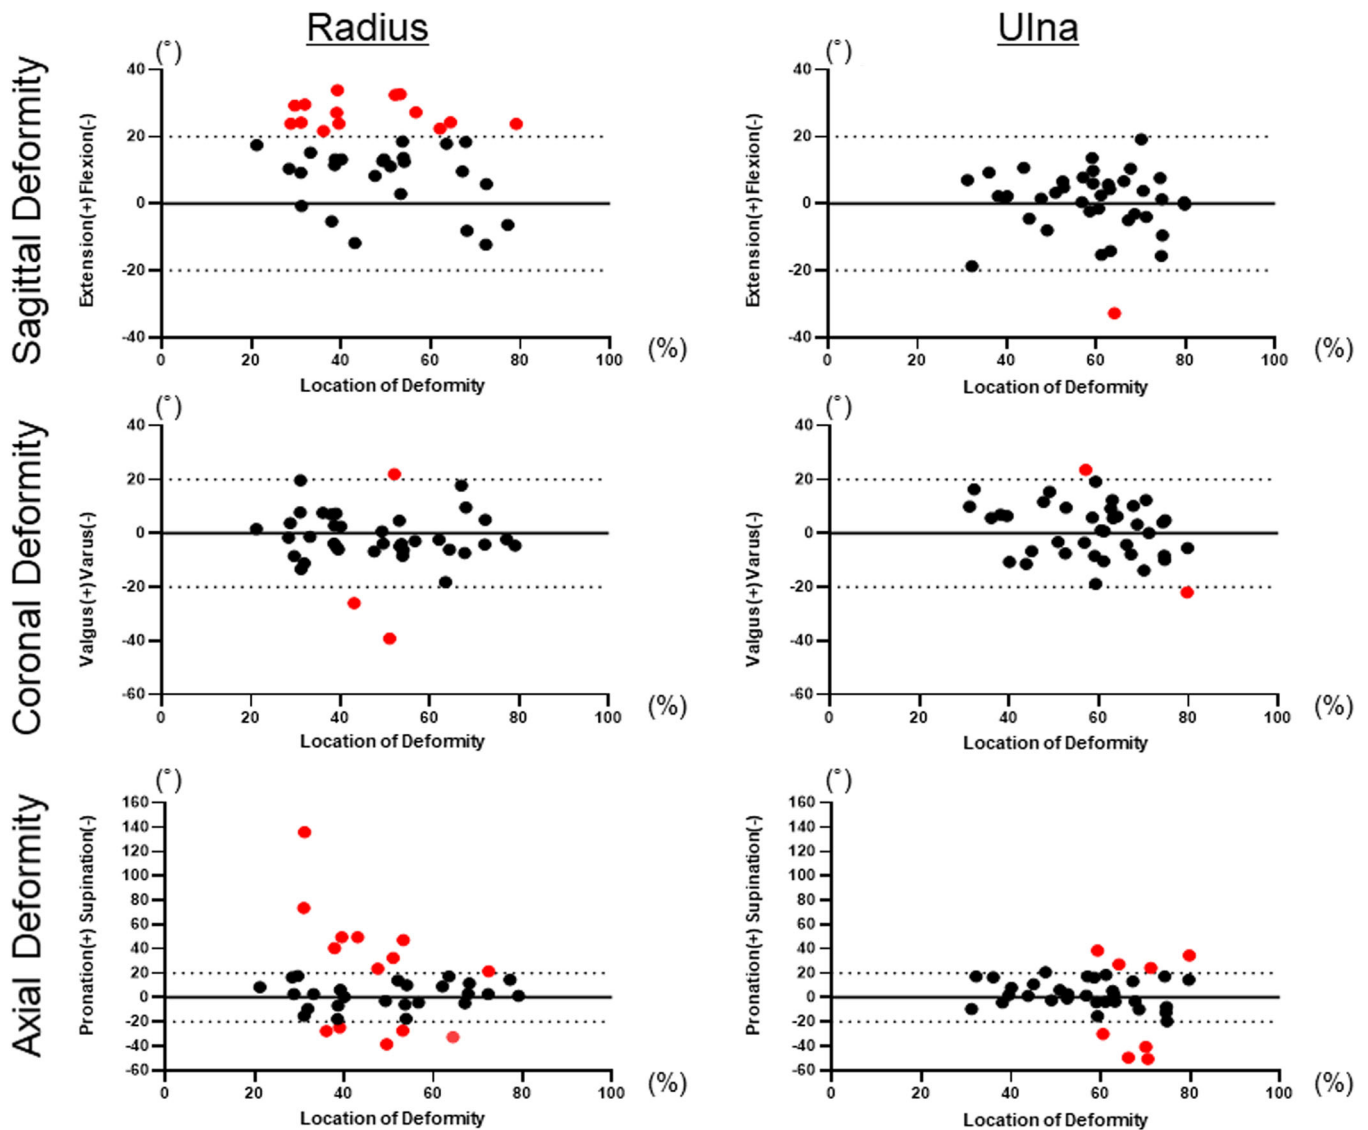 Radius
Ulna
Sagittal Deformity
(°)
Extension(+)Flexion(-)
40
20
0
-20
-40
0 20 40 60 80 100 (%)
Location of Deformity
(°)
Extension(+)Flexion(-)
40
20
0
-20
-40
0 20 40 60 80 100 (%)
Location of Deformity
Coronal Deformity
(°)
Valgus(+)Varus(-)
40
20
0
-20
-40
-60
0 20 40 60 80 100 (%)
Location of Deformity
(°)
Valgus(+)Varus(-)
40
20
0
-20
-40
-60
0 20 40 60 80 100 (%)
Location of Deformity
Axial Deformity
(°)
Pronation(+) Supination(-)
160
140
120
100
80
60
40
20
0
-20
-40
-60
0 20 40 60 80 100 (%)
Location of Deformity
(°)
Pronation(+) Supination(-)
160
140
120
100
80
60
40
20
0
-20
-40
-60
0 20 40 60 80 100 (%)
Location of Deformity